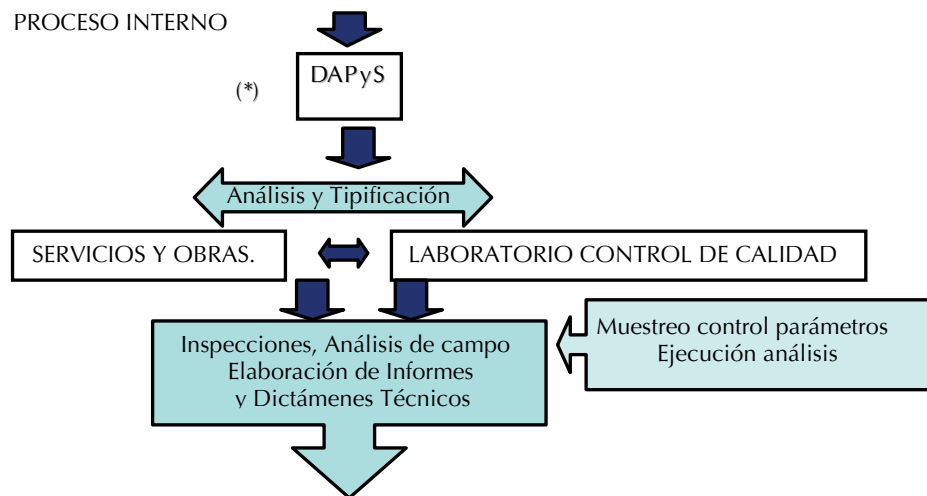 PROCESO INTERNO
DAPyS
(*)
Análisis y Tipificación
SERVICIOS Y OBRAS.
LABORATORIO CONTROL DE CALIDAD
Inspecciones, Análisis de campo
Elaboración de Informes
y Dictámenes Técnicos
Muestreo control parámetros
Ejecución análisis